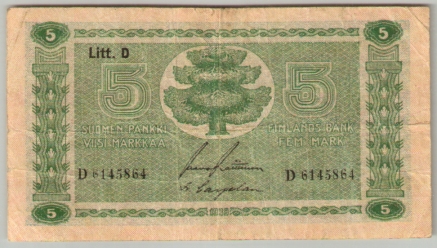 5 5
Litt. D
5 5
SUOMEN PANKKI FINLANDS BANK
VIISI MARKKAA FEM MARK
D 6145864 D 6145864
5 5